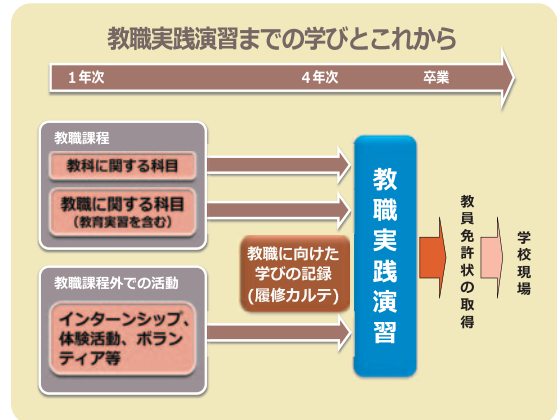 教職実践演習までの学びとこれから
1年次
4年次
卒業
教職課程
教科に関する科目
教職に関する科目
（教育実習を含む）
教職に向けた
学びの記録
(履修カルテ)
教職課程外での活動
インターンシップ、
体験活動、ボラン
ティア等
教職実践演習
教員免許状の取得
学校現場